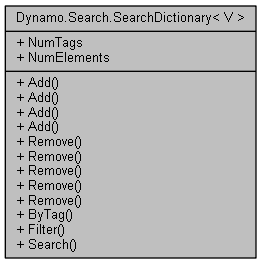 Dynamo.Search.SearchDictionary< V >
+ NumTags
+ NumElements
+ Add()
+ Add()
+ Add()
+ Add()
+ Remove()
+ Remove()
+ Remove()
+ Remove()
+ Remove()
+ ByTag()
+ Filter()
+ Search()